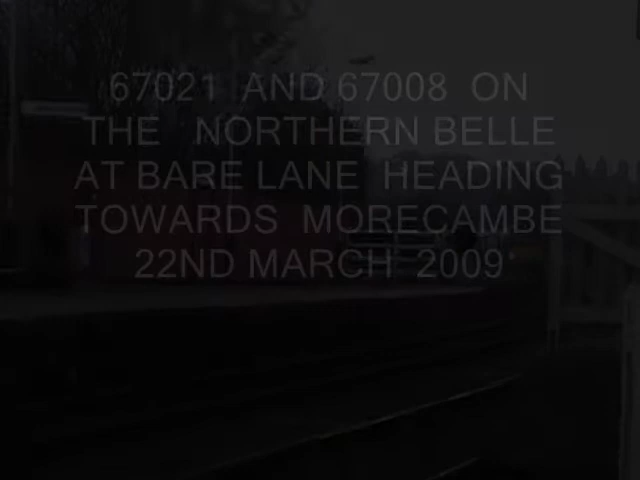 67021 AND 67008 ON
THE NORTHERN BELLE
AT BARE LANE HEADING
TOWARDS MORECAMBE
22ND MARCH 2009